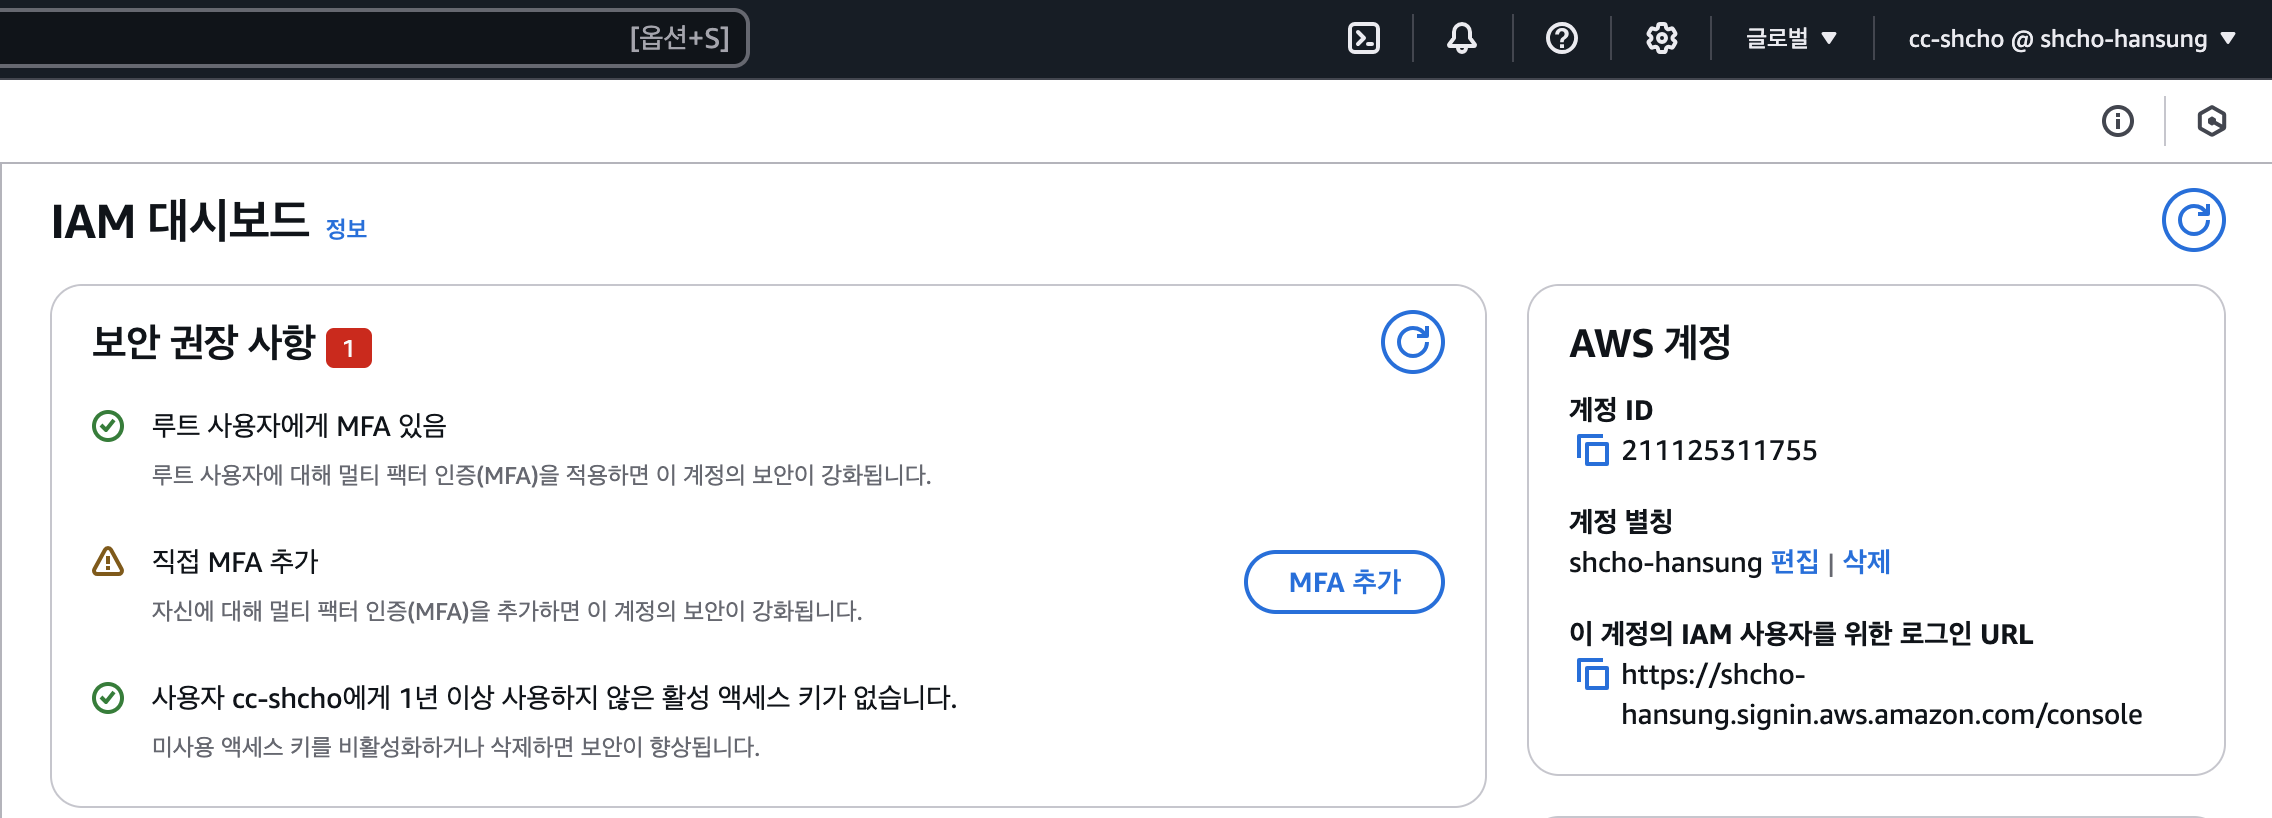 [옵션+S]
글로벌
cc-shcho @ shcho-hansung
IAM 대시보드 정보
보안 권장 사항 1
루트 사용자에게 MFA 있음
루트 사용자에 대해 멀티 팩터 인증(MFA)을 적용하면 이 계정의 보안이 강화됩니다.
직접 MFA 추가
자신에 대해 멀티 팩터 인증(MFA)을 추가하면 이 계정의 보안이 강화됩니다.
MFA 추가
사용자 cc-shcho에게 1년 이상 사용하지 않은 활성 액세스 키가 없습니다.
미사용 액세스 키를 비활성화하거나 삭제하면 보안이 향상됩니다.
AWS 계정
계정 ID
211125311755
계정 별칭
shcho-hansung 편집 | 삭제
이 계정의 IAM 사용자를 위한 로그인 URL
https://shcho-
hansung.signin.aws.amazon.com/console